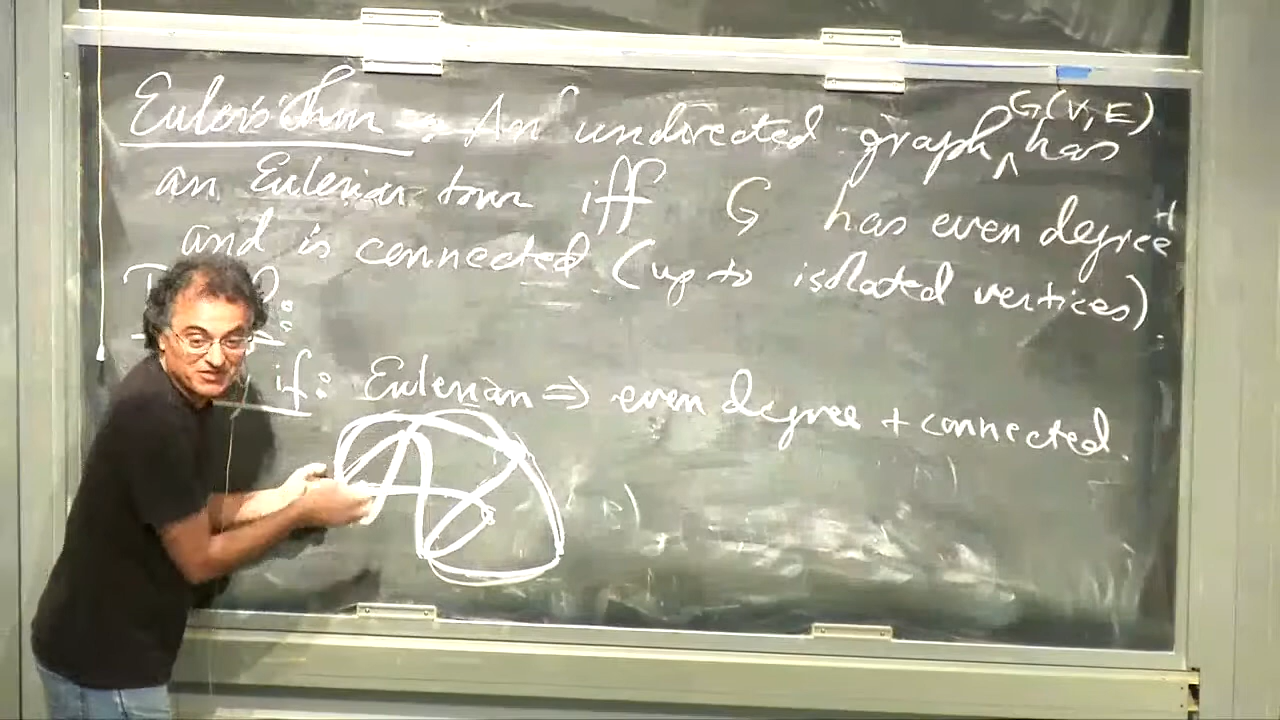 Euler's thm : An undirected graph G(V, E) has
an Eulerian tour iff G has even degree
and is connected (up to isolated vertices).
if: Eulerian ⇒ even degree + connected.